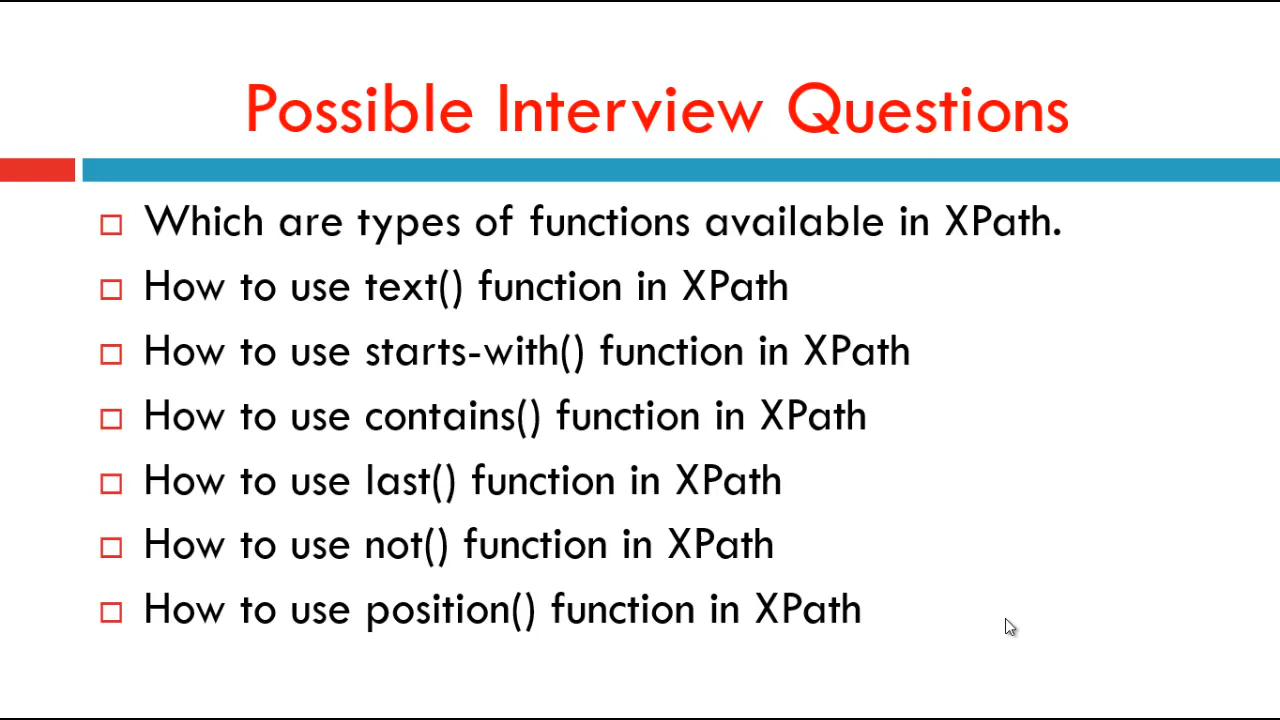 Possible Interview Questions
Which are types of functions available in XPath.
How to use text() function in XPath
How to use starts-with() function in XPath
How to use contains() function in XPath
How to use last() function in XPath
How to use not() function in XPath
How to use position() function in XPath